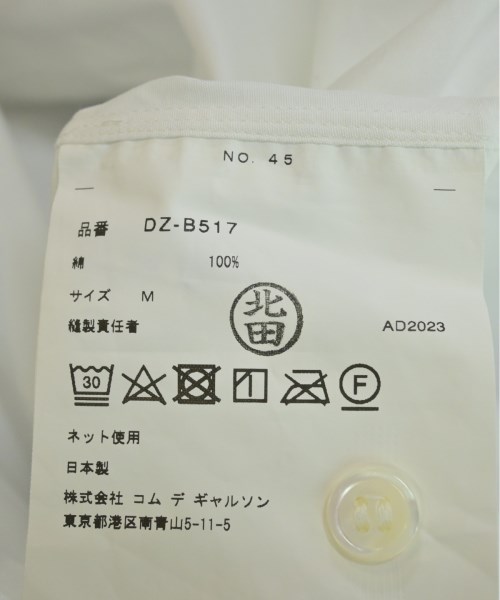 No. 45
品番 DZ-B517
綿 100%
サイズ M
縫製責任者 北田 AD2023
30 F
ネット使用
日本製
株式会社 コム デ ギャルソン
東京都港区南青山5-11-5